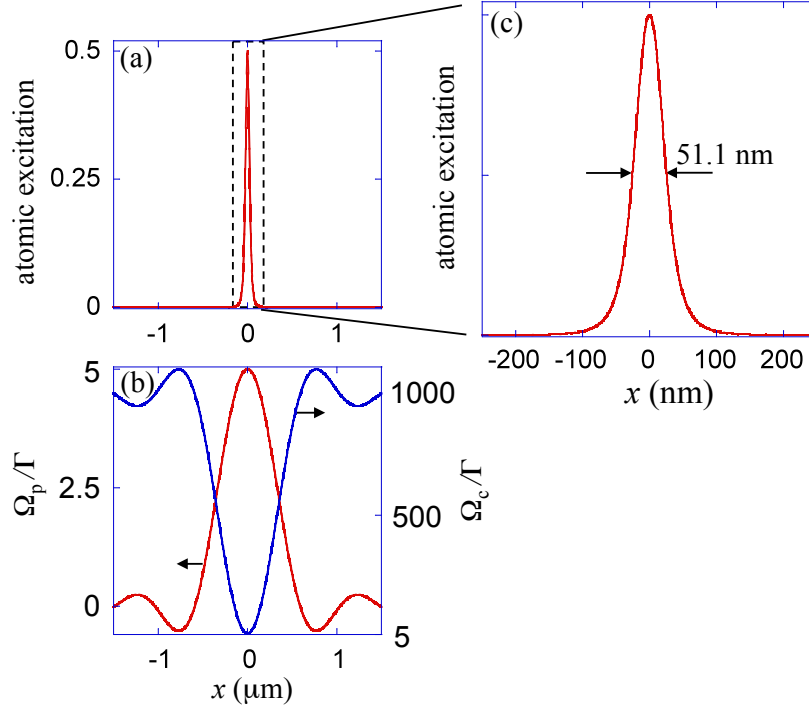 (a)
atomic excitation
0.5
0.25
0
-1
0
1
(c)
atomic excitation
51.1 nm
-200
-100
0
100
200
x (nm)
(b)
Ωp/Γ
5
2.5
0
1000
500
5
Ωc/Γ
-1
0
1
x (μm)